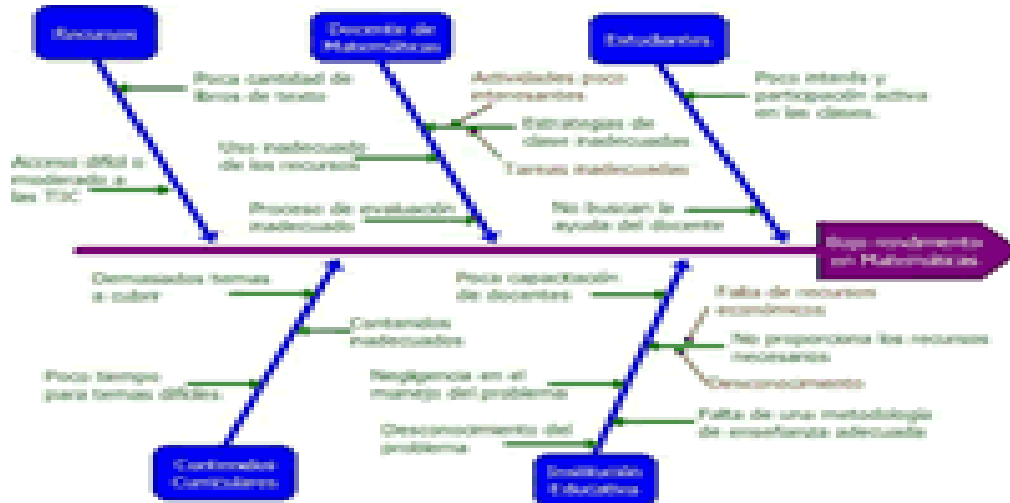 Recursos
Docente de
Matemáticas
Estudiantes
Poca cantidad de
libros de texto
Acceso difícil o
moderado a
las TIC
Actividades poco
interesantes
Estrategias de
clase inadecuadas
Tareas inadecuadas
Uso inadecuado
de los recursos
Proceso de evaluación
inadecuado
Poco interés y
participación activa
en las clases.
No buscan la
ayuda del docente
Bajo rendimiento
en Matemáticas
Demasiados temas
a cubrir
Contenidos
inadecuados
Poco tiempo
para temas difíciles
Poca capacitación
de docentes
Falta de recursos
económicos
No proporciona los recursos
necesarios
Desconocimiento
Negligencia en el
manejo del problema
Falta de una metodología
de enseñanza adecuada
Desconocimiento del
problema
Contenidos
Curriculares
Institución
Educativa